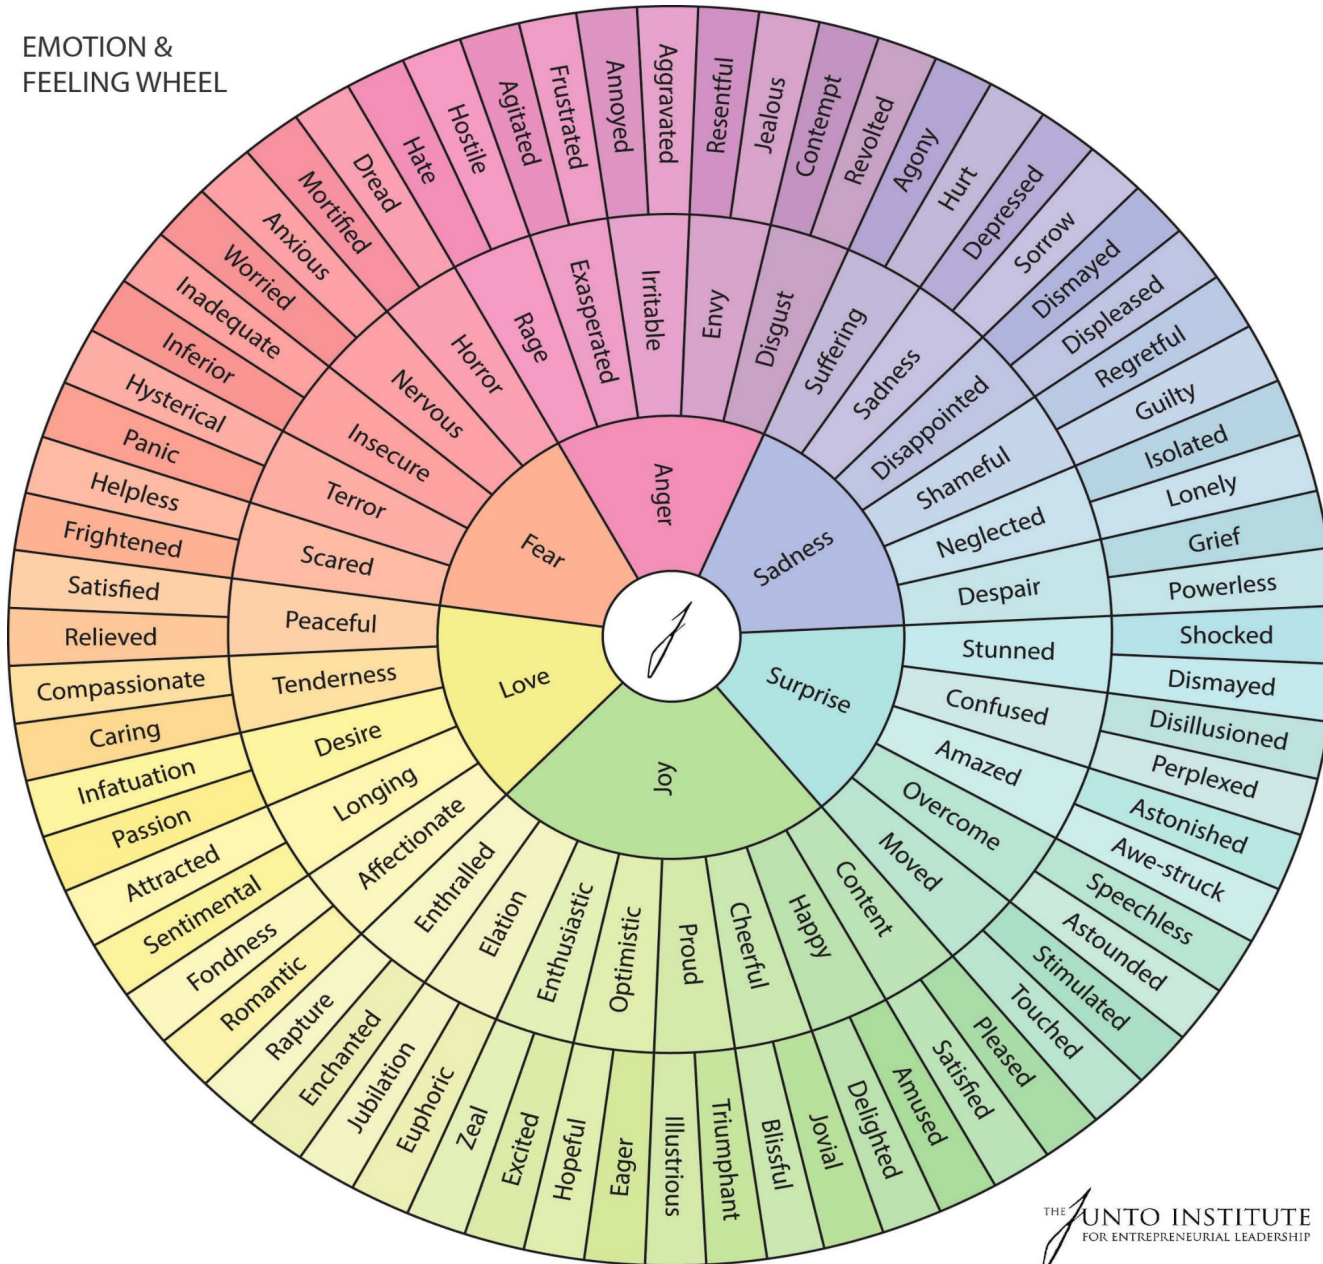 EMOTION &
FEELING WHEEL
Anger
Sadness
Surprise
Joy
Love
Fear
Rage
Exasperated
Irritable
Envy
Disgust
Suffering
Sadness
Disappointed
Shameful
Neglected
Despair
Stunned
Confused
Amazed
Overcome
Moved
Content
Happy
Cheerful
Proud
Optimistic
Enthusiastic
Elation
Enthralled
Affectionate
Longing
Desire
Tenderness
Peaceful
Scared
Terror
Insecure
Nervous
Horror
Hate
Hostile
Agitated
Frustrated
Annoyed
Aggravated
Resentful
Jealous
Contempt
Revolted
Agony
Hurt
Depressed
Sorrow
Dismayed
Displeased
Regretful
Guilty
Isolated
Lonely
Grief
Powerless
Shocked
Dismayed
Disillusioned
Perplexed
Astonished
Awe-struck
Speechless
Astounded
Stimulated
Touched
Pleased
Satisfied
Amused
Delighted
Jovial
Blissful
Triumphant
Illustrious
Eager
Hopeful
Excited
Zeal
Euphoric
Jubilation
Enchanted
Rapture
Romantic
Fondness
Sentimental
Attracted
Passion
Infatuation
Caring
Compassionate
Relieved
Satisfied
Frightened
Helpless
Panic
Hysterical
Inferior
Inadequate
Worried
Anxious
Mortified
Dread
THE JUNTO INSTITUTE
FOR ENTREPRENEURIAL LEADERSHIP